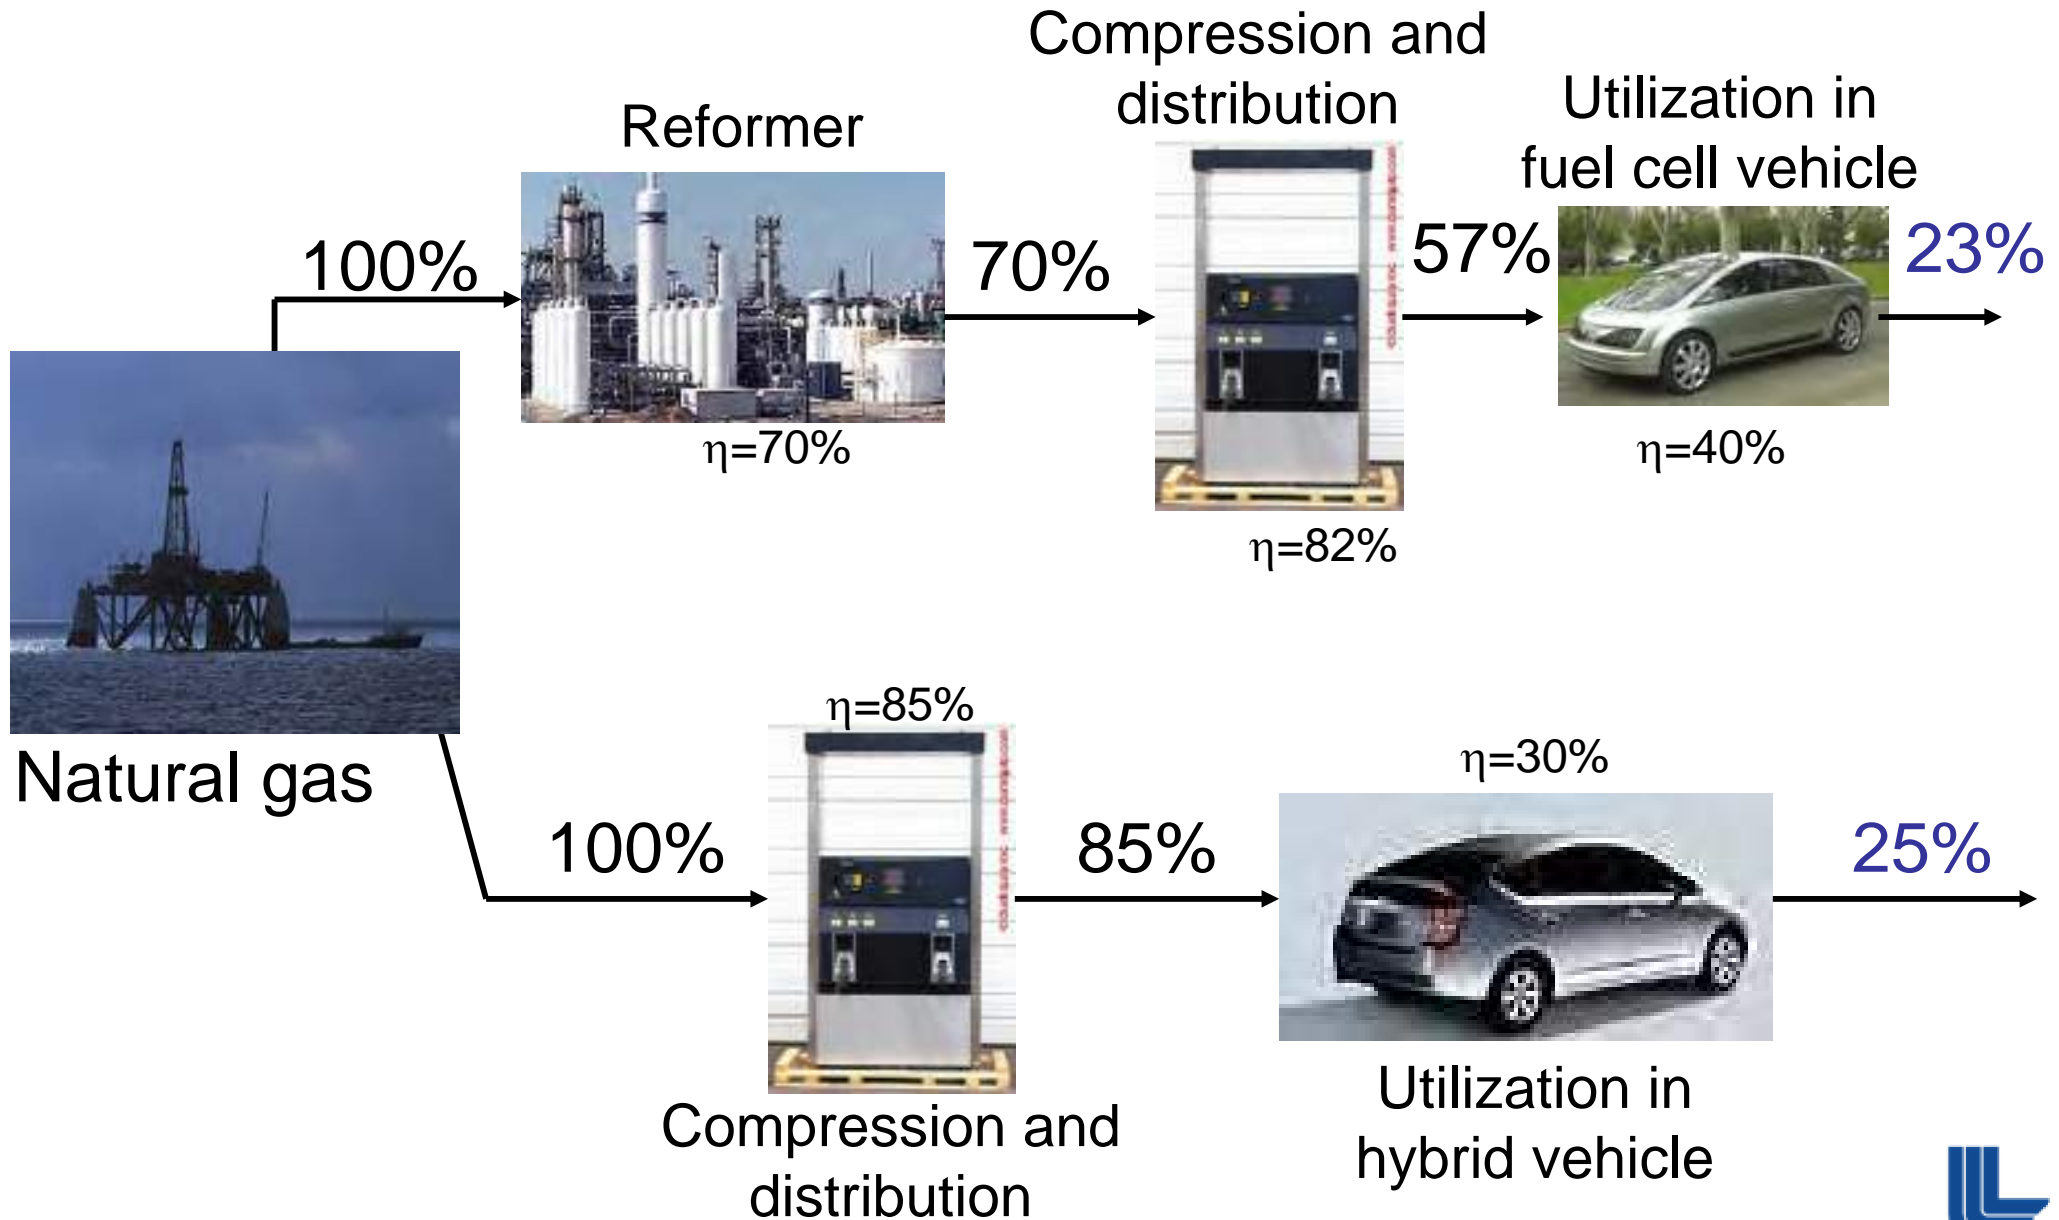 Compression and
distribution
Utilization in
fuel cell vehicle
Reformer
100%
70%
57%
23%
η=70%
η=40%
η=82%
Natural gas
η=85%
η=30%
100%
85%
25%
Compression and
distribution
Utilization in
hybrid vehicle